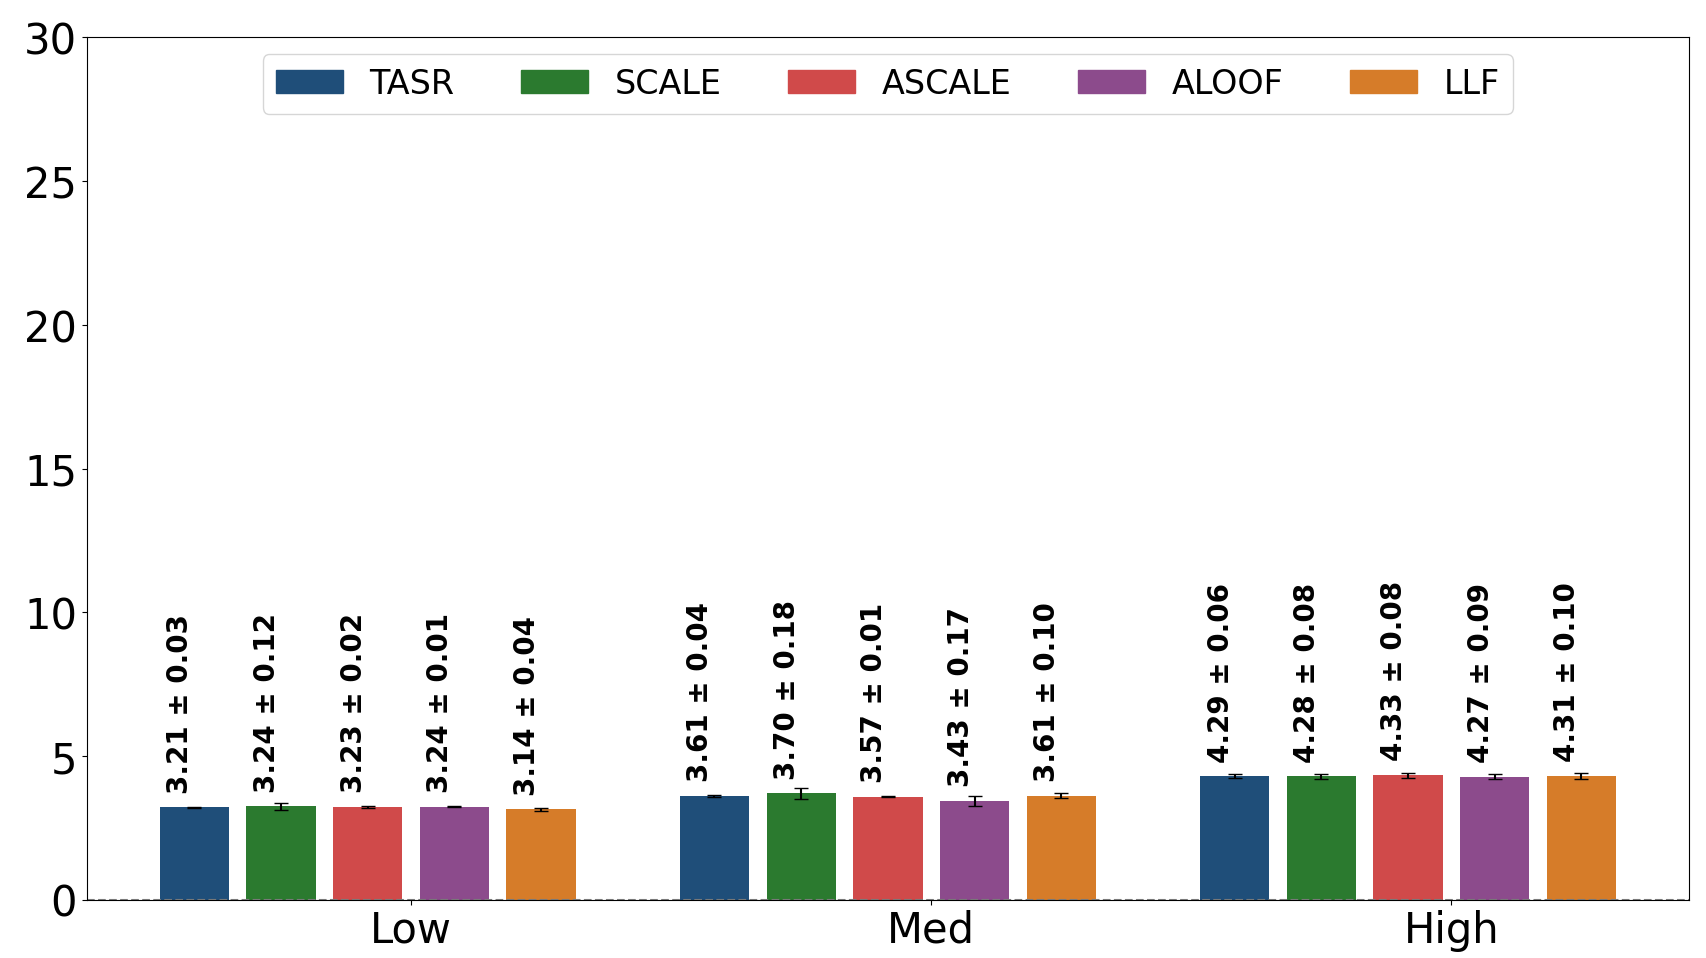 30
TASR SCALE ASCALE ALOOF LLF
25
20
15
10
5
0
3.21 ± 0.03
3.24 ± 0.12
3.23 ± 0.02
3.24 ± 0.01
3.14 ± 0.04
3.61 ± 0.04
3.70 ± 0.18
3.57 ± 0.01
3.43 ± 0.17
3.61 ± 0.10
4.29 ± 0.06
4.28 ± 0.08
4.33 ± 0.08
4.27 ± 0.09
4.31 ± 0.10
Low Med High